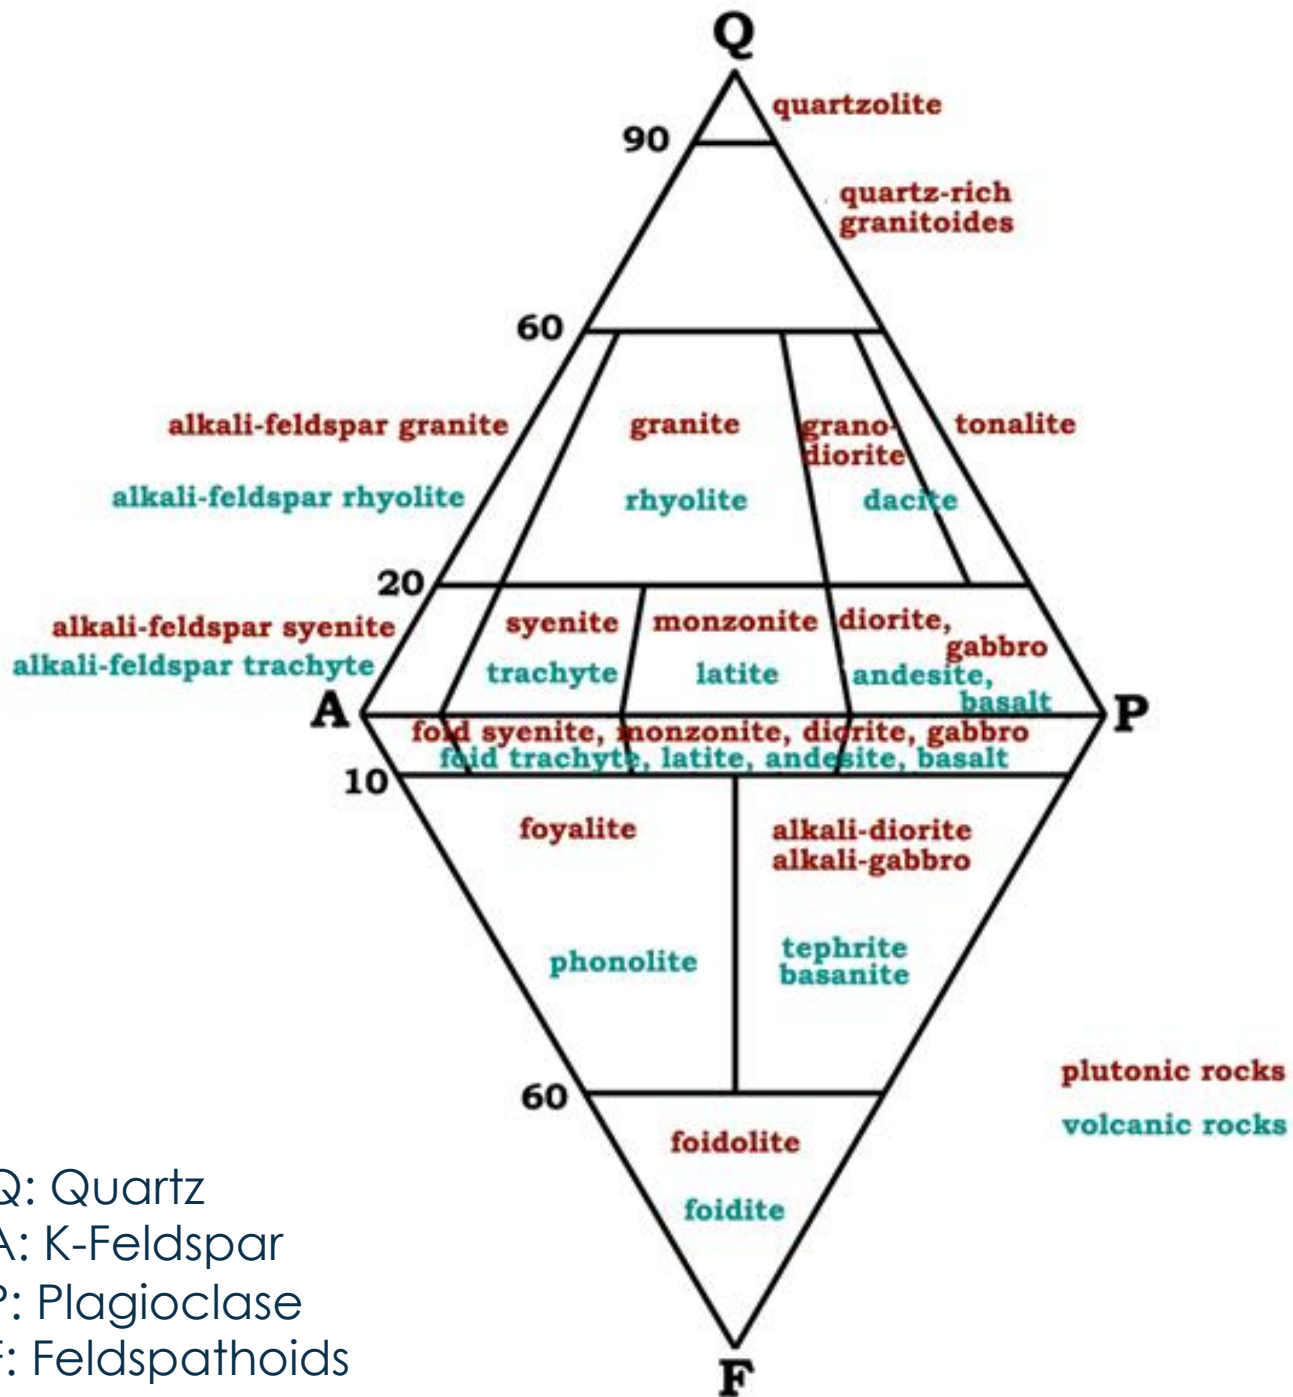 Q
quartzolite
90
quartz-rich
granitoides
60
alkali-feldspar granite
granite
grano-
diorite
tonalite
alkali-feldspar rhyolite
rhyolite
dacite
20
alkali-feldspar syenite
syenite
monzonite
diorite,
gabbro
alkali-feldspar trachyte
trachyte
latite
andesite,
basalt
A
P
foid syenite, monzonite, diorite, gabbro
foid trachyte, latite, andesite, basalt
10
foyalite
alkali-diorite
alkali-gabbro
phonolite
tephrite
basanite
60
plutonic rocks
volcanic rocks
foidolite
foidite
F
Q: Quartz
A: K-Feldspar
P: Plagioclase
F: Feldspathoids